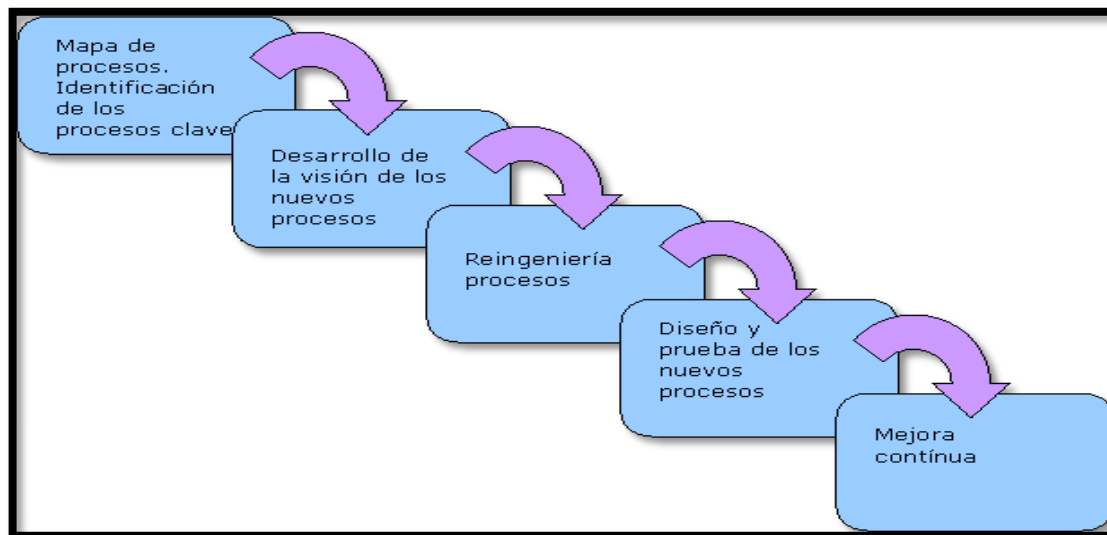 Mapa de
procesos.
Identificación
de los
procesos clave
Desarrollo de
la visión de los
nuevos
procesos
Reingeniería
procesos
Diseño y
prueba de los
nuevos
procesos
Mejora
contínua